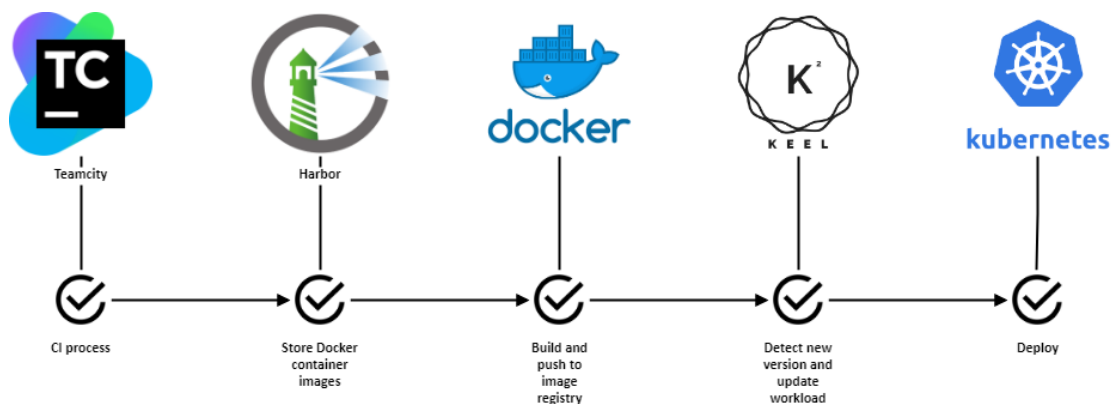 TC
K²
docker
KEEL
kubernetes
Teamcity
Harbor
CI process
Store Docker
container
images
Build and
push to
image
registry
Detect new
version and
update
workload
Deploy